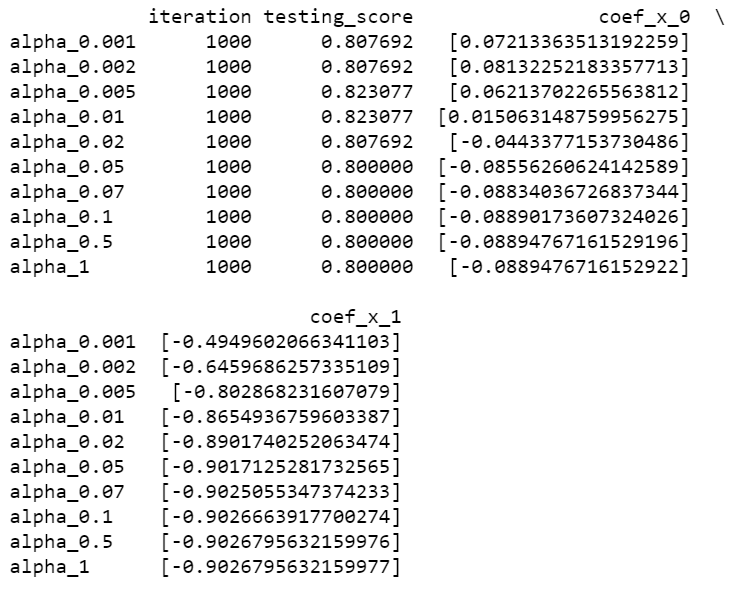 iteration testing_score coef_x_0 \
alpha_0.001 1000 0.807692 [0.07213363513192259]
alpha_0.002 1000 0.807692 [0.08132252183357713]
alpha_0.005 1000 0.823077 [0.06213702265563812]
alpha_0.01 1000 0.823077 [0.015063148759956275]
alpha_0.02 1000 0.807692 [-0.0443377153730486]
alpha_0.05 1000 0.800000 [-0.08556260624142589]
alpha_0.07 1000 0.800000 [-0.08834036726837344]
alpha_0.1 1000 0.800000 [-0.08890173607324026]
alpha_0.5 1000 0.800000 [-0.08894767161529196]
alpha_1 1000 0.800000 [-0.0889476716152922]
coef_x_1
alpha_0.001 [-0.4949602066341103]
alpha_0.002 [-0.6459686257335109]
alpha_0.005 [-0.802868231607079]
alpha_0.01 [-0.8654936759603387]
alpha_0.02 [-0.8901740252063474]
alpha_0.05 [-0.9017125281732565]
alpha_0.07 [-0.9025055347374233]
alpha_0.1 [-0.9026663917700274]
alpha_0.5 [-0.9026795632159976]
alpha_1 [-0.9026795632159977]